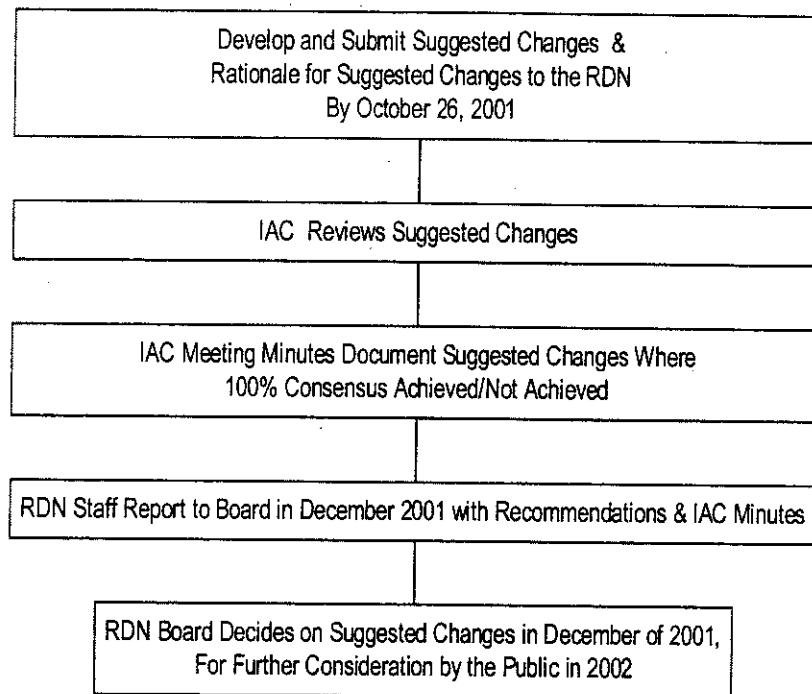 Develop and Submit Suggested Changes &
Rationale for Suggested Changes to the RDN
By October 26, 2001
IAC Reviews Suggested Changes
IAC Meeting Minutes Document Suggested Changes Where
100% Consensus Achieved/Not Achieved
RDN Staff Report to Board in December 2001 with Recommendations & IAC Minutes
RDN Board Decides on Suggested Changes in December of 2001,
For Further Consideration by the Public in 2002